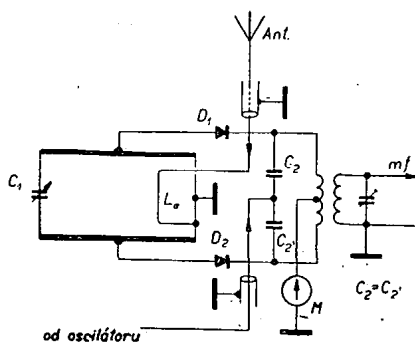 Ant.
D₁
C₁
C₂
mf
Lₐ
C₂'
D₂
M
C₂=C₂'
od oscilátoru